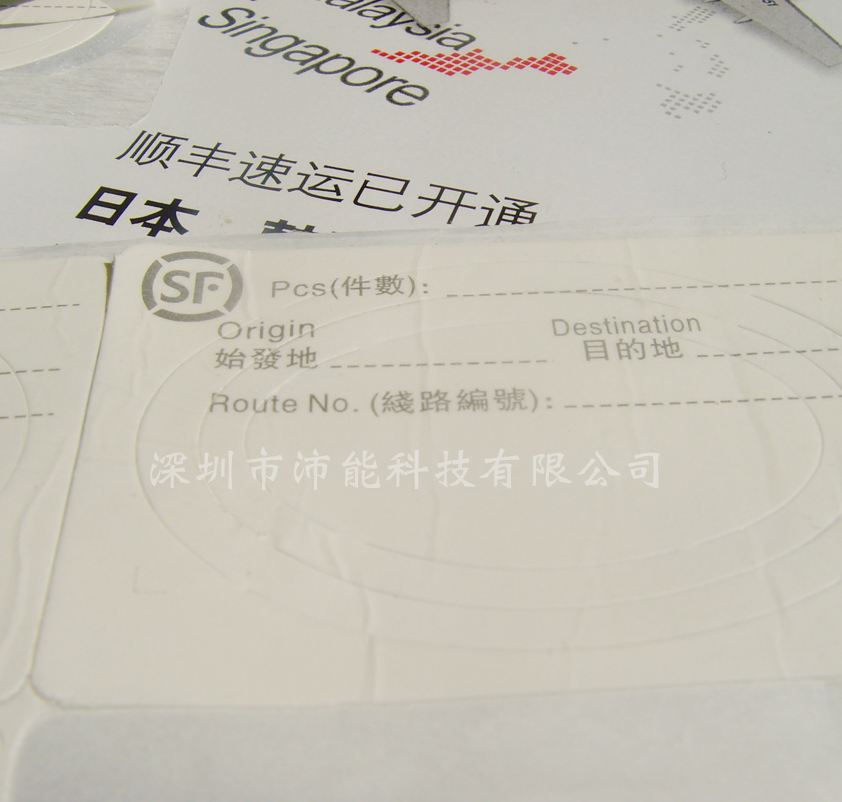 Malaysia
Singapore
顺丰速运已开通
日本
SF
Pcs(件數):
Origin
始發地
Destination
目的地
Route No. (綫路編號):
深圳市沛能科技有限公司